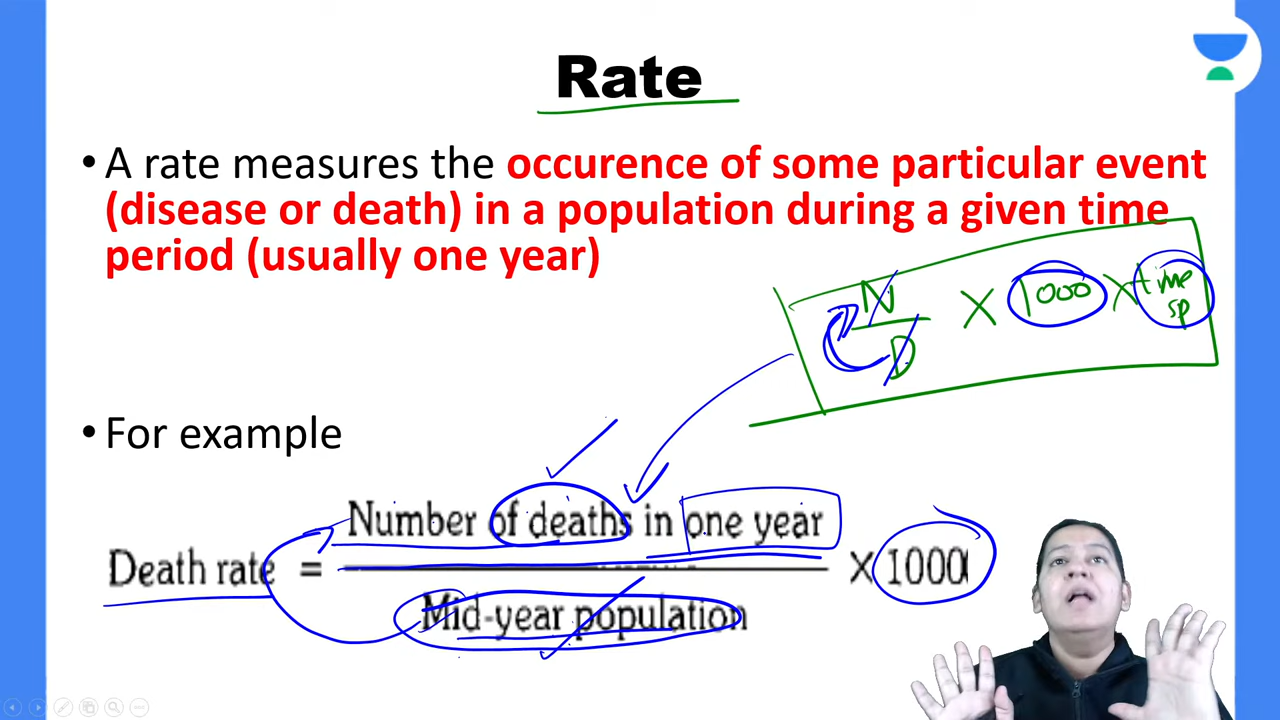 Rate
• A rate measures the occurence of some particular event
(disease or death) in a population during a given time
period (usually one year)
N
D
X 1000 X time sp
• For example
Death rate = Number of deaths in one year
Mid-year population
× 1000